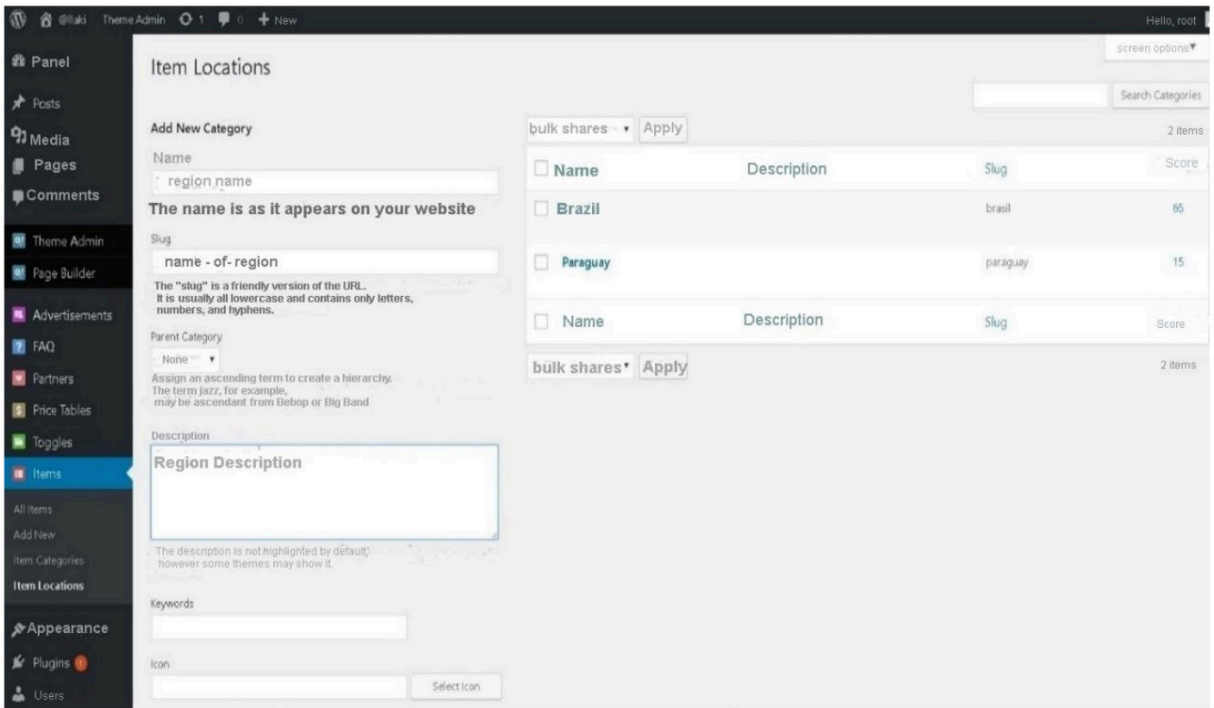 @llaki Theme Admin 1 0 + New
Hello, root
Panel
Posts
Media
Pages
Comments
Theme Admin
Page Builder
Advertisements
7 FAQ
Partners
$ Price Tables
Toggles
Items
All Items
Add New
Item Categories
Item Locations
Appearance
Plugins 1
Users
screen options
Item Locations
Search Categories
Add New Category
Name
region name
The name is as it appears on your website
Slug
name - of- region
The "slug" is a friendly version of the URL.
It is usually all lowercase and contains only letters,
numbers, and hyphens.
Parent Category
None
Assign an ascending term to create a hierarchy.
The term jazz, for example,
may be ascendant from Bebop or Big Band
Description
Region Description
The description is not highlighted by default;
however some themes may show it.
Keywords
Icon
Select Icon
bulk shares Apply
2 items
Name Description Slug Score
Brazil brasil 65
Paraguay paraguay 15
Name Description Slug Score
bulk shares Apply
2 items